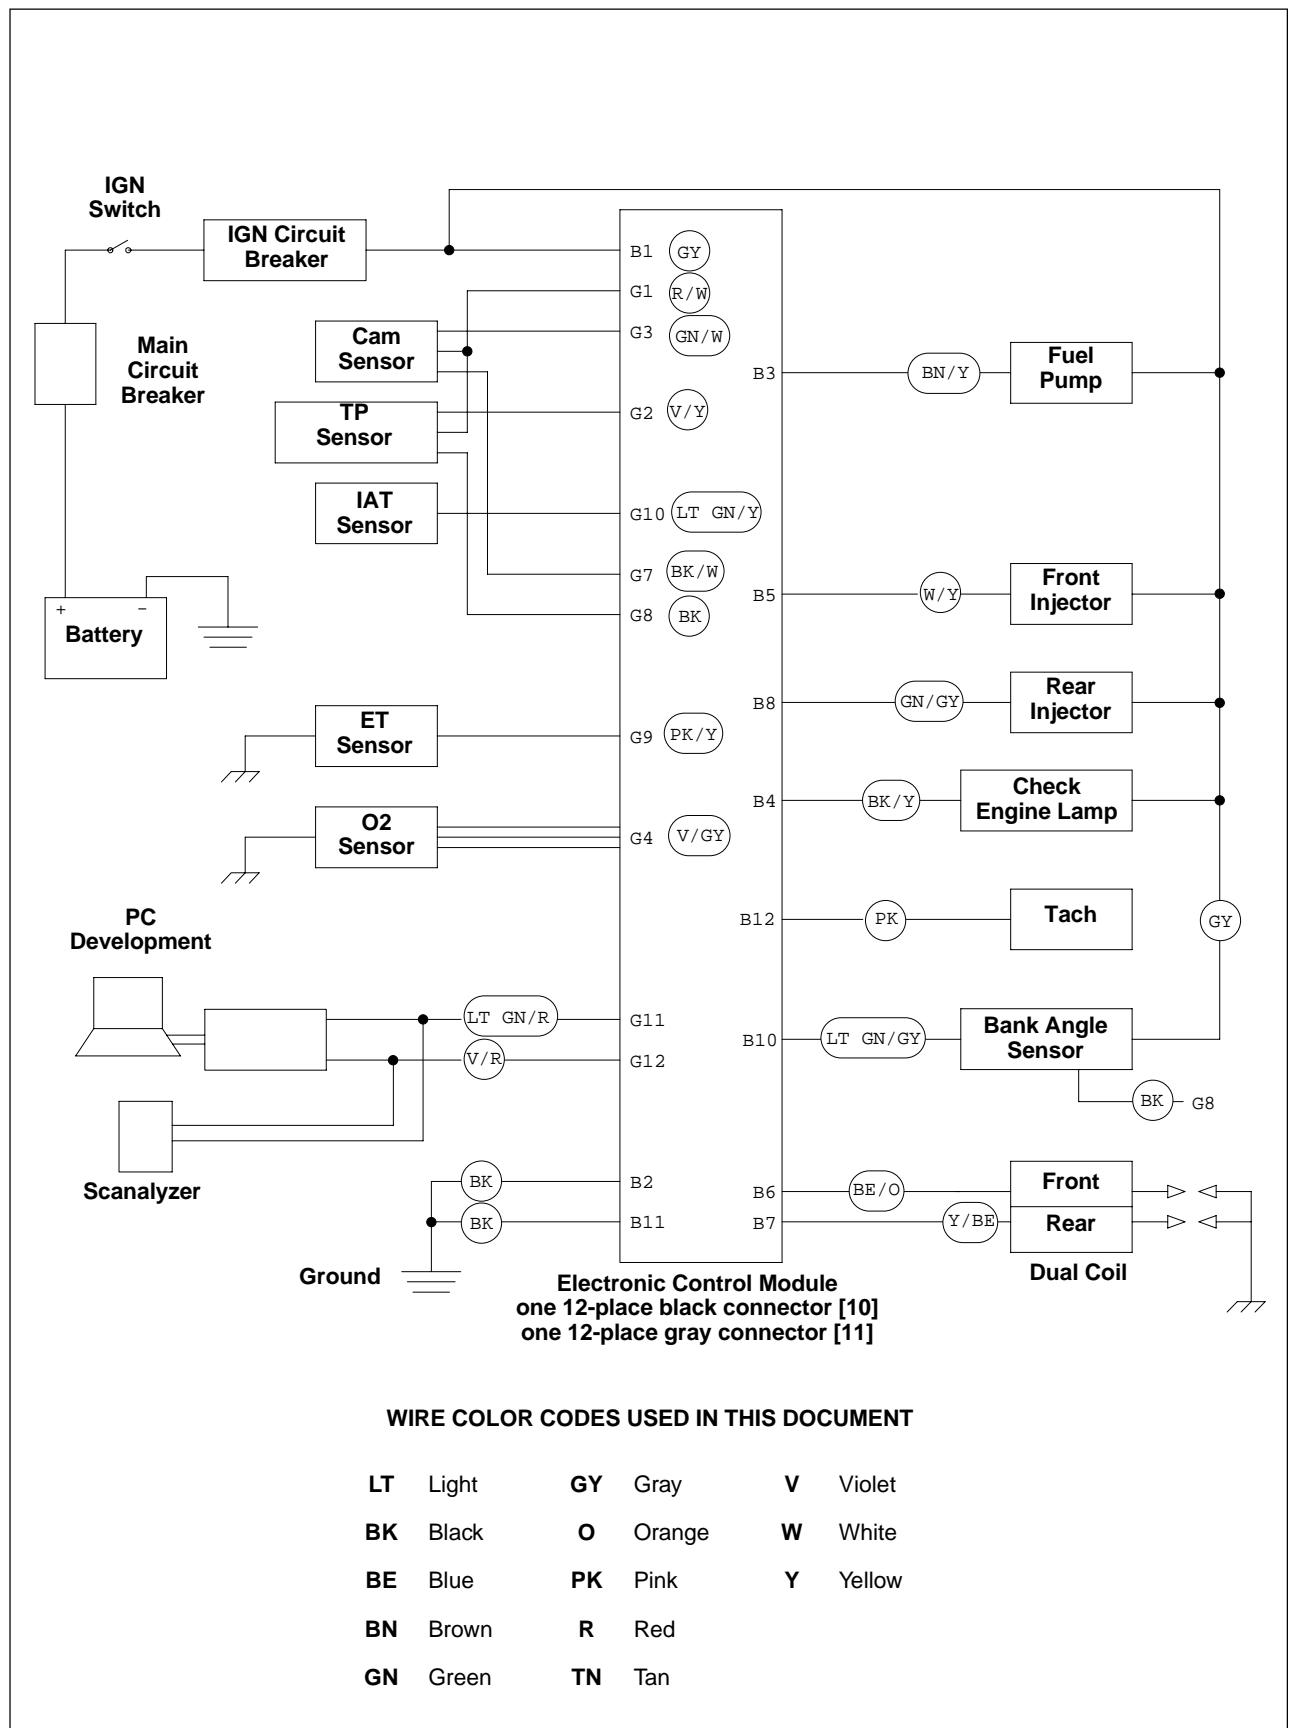 IGN
Switch
IGN Circuit
Breaker
B1 GY
G1 R/W
Cam
Sensor
G3 GN/W
Main
Circuit
Breaker
Fuel
Pump
B3 BN/Y
TP
Sensor
G2 V/Y
IAT
Sensor
G10 LT GN/Y
G7 BK/W
Front
Injector
B5 W/Y
+ −
Battery
G8 BK
Rear
Injector
B8 GN/GY
ET
Sensor
G9 PK/Y
Check
Engine Lamp
B4 BK/Y
O2
Sensor
G4 V/GY
PC
Development
B12 PK Tach GY
LT GN/R G11
Bank Angle
Sensor
B10 LT GN/GY
V/R G12
BK G8
Scanalyzer
BK B2
B6 BE/O Front
BK B11
B7 Y/BE Rear
Ground
Dual Coil
Electronic Control Module
one 12-place black connector [10]
one 12-place gray connector [11]
WIRE COLOR CODES USED IN THIS DOCUMENT
LT Light GY Gray V Violet
BK Black O Orange W White
BE Blue PK Pink Y Yellow
BN Brown R Red
GN Green TN Tan